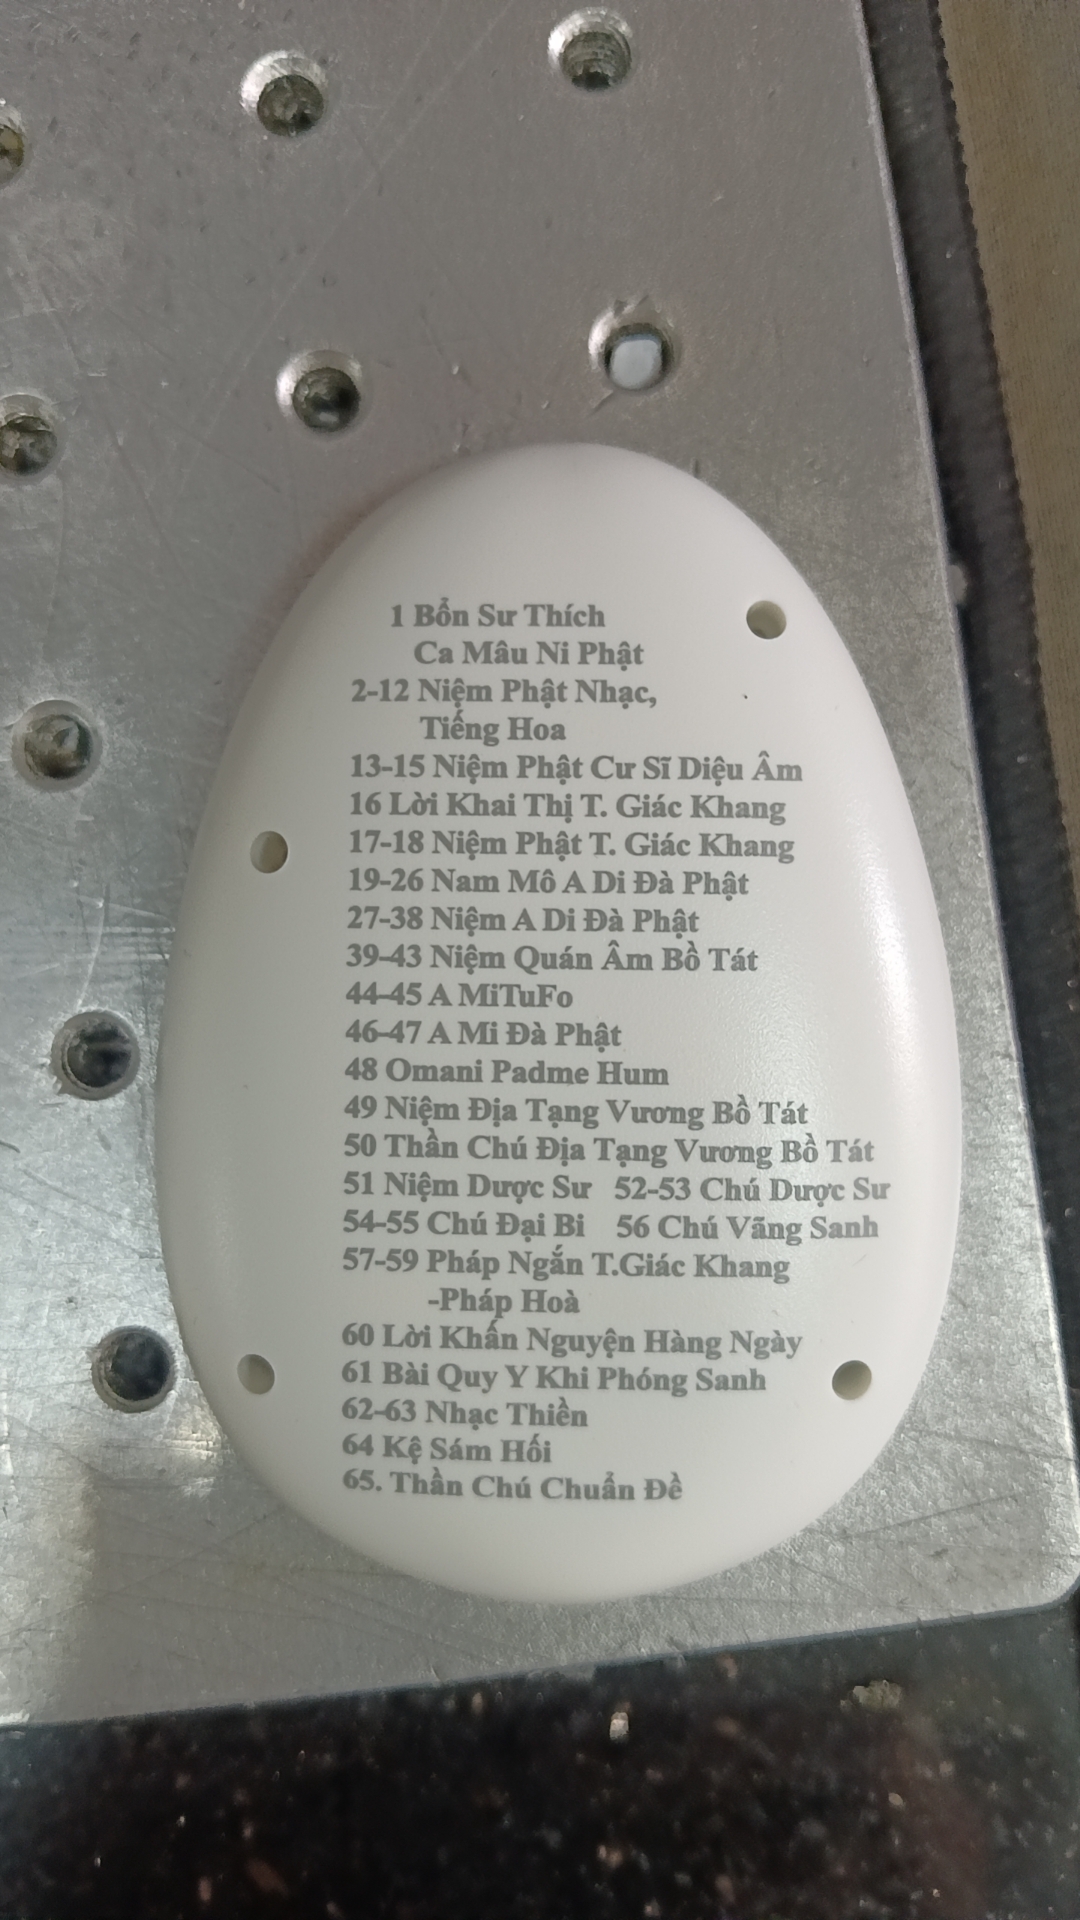 1 Bổn Sư Thích
Ca Mâu Ni Phật
2-12 Niệm Phật Nhạc,
Tiếng Hoa
13-15 Niệm Phật Cư Sĩ Diệu Âm
16 Lời Khai Thị T. Giác Khang
17-18 Niệm Phật T. Giác Khang
19-26 Nam Mô A Di Đà Phật
27-38 Niệm A Di Đà Phật
39-43 Niệm Quán Âm Bồ Tát
44-45 A MiTuFo
46-47 A Mi Đà Phật
48 Omani Padme Hum
49 Niệm Địa Tạng Vương Bồ Tát
50 Thần Chú Địa Tạng Vương Bồ Tát
51 Niệm Dược Sư 52-53 Chú Dược Sư
54-55 Chú Đại Bi 56 Chú Vãng Sanh
57-59 Pháp Ngắn T.Giác Khang
-Pháp Hoà
60 Lời Khấn Nguyện Hàng Ngày
61 Bài Quy Y Khi Phóng Sanh
62-63 Nhạc Thiền
64 Kệ Sám Hối
65. Thần Chú Chuẩn Đề